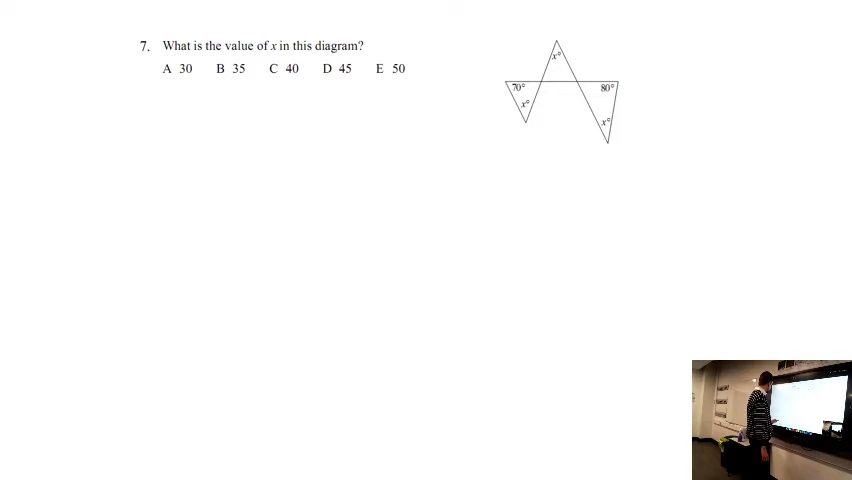 7. What is the value of x in this diagram?
A 30 B 35 C 40 D 45 E 50
x°
70° 80°
x°
x°